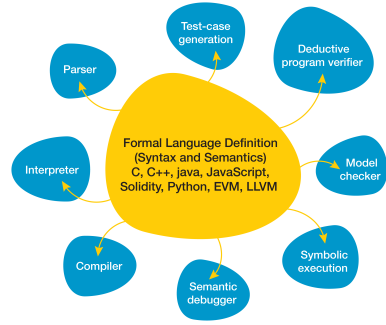 Test-case
generation
Deductive
program verifier
Parser
Formal Language Definition
(Syntax and Semantics)
C, C++, java, JavaScript,
Solidity, Python, EVM, LLVM
Interpreter
Model
checker
Compiler
Symbolic
execution
Semantic
debugger